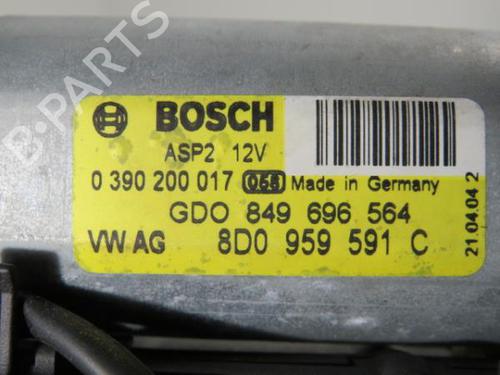 BOSCH
ASP2 12V
0 390 200 017 058 Made in Germany
GDO 849 696 564
VW AG 8D0 959 591 C
21 04 04 2
B-PARTS